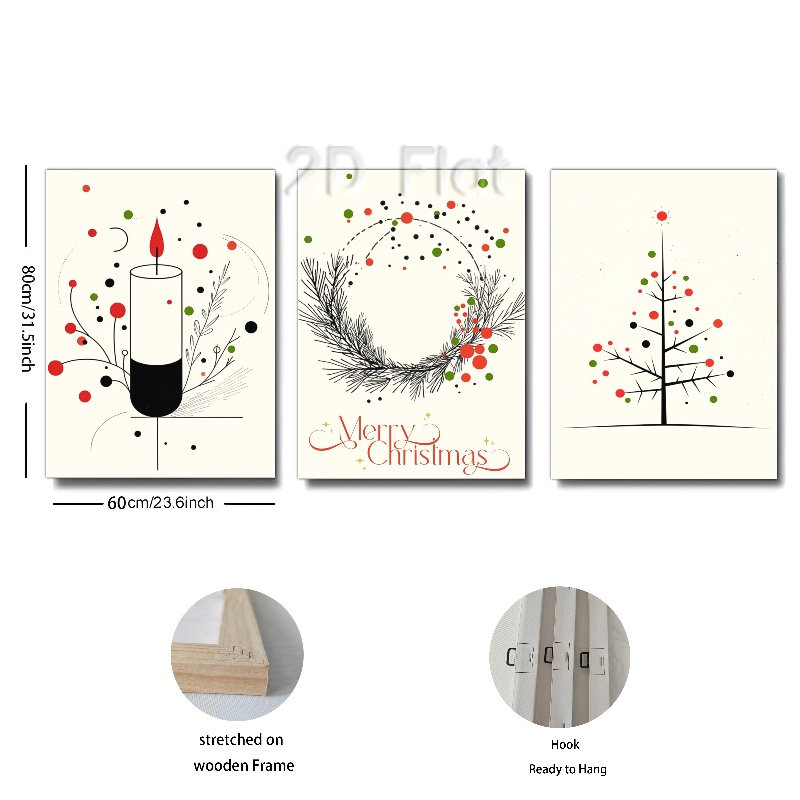 2D Flat
80cm/31.5inch
Merry
Christmas
60cm/23.6inch
stretched on
wooden Frame
Hook
Ready to Hang